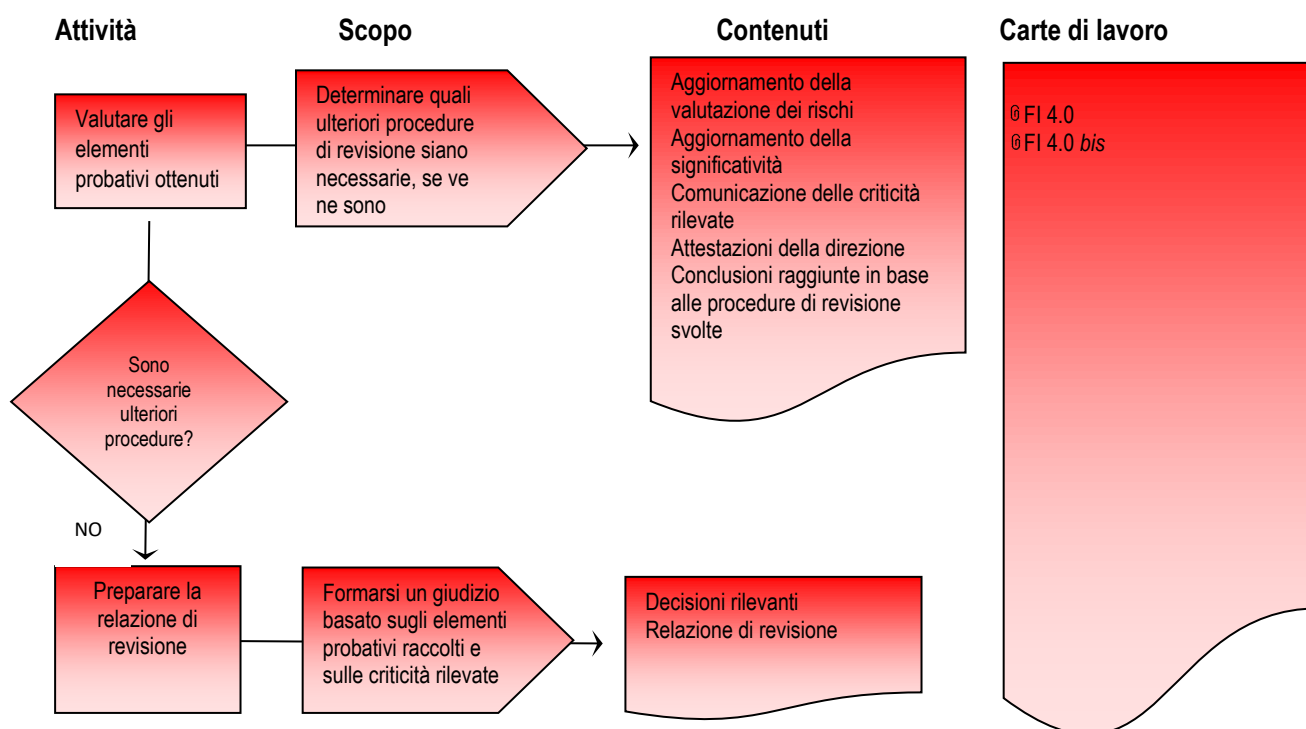 Attività
Scopo
Contenuti
Carte di lavoro
Valutare gli
elementi
probativi ottenuti
Determinare quali
ulteriori procedure
di revisione siano
necessarie, se ve
ne sono
Aggiornamento della
valutazione dei rischi
Aggiornamento della
significatività
Comunicazione delle criticità
rilevate
Attestazioni della direzione
Conclusioni raggiunte in base
alle procedure di revisione
svolte
FI 4.0
FI 4.0 bis
Sono
necessarie
ulteriori
procedure?
NO
Preparare la
relazione di
revisione
Formarsi un giudizio
basato sugli elementi
probativi raccolti e
sulle criticità rilevate
Decisioni rilevanti
Relazione di revisione